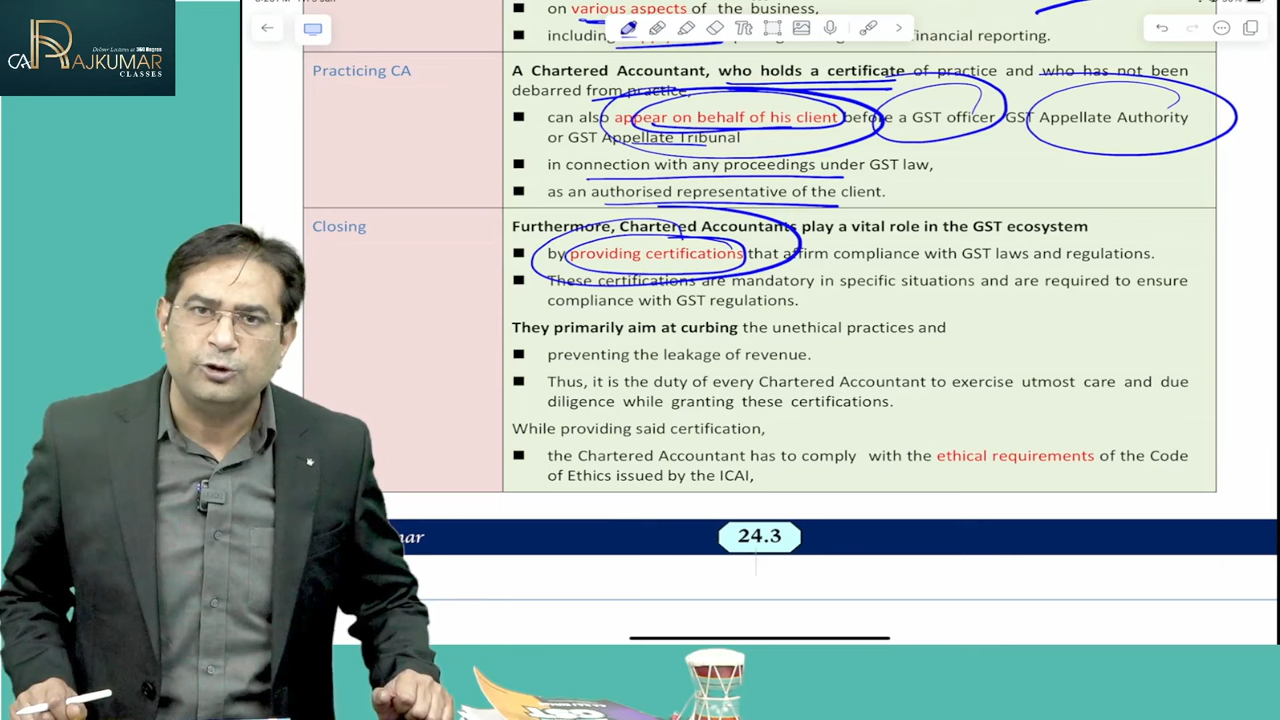 Deliver Lectures at 360 Degree
CA RAJKUMAR
CLASSES
on various aspects of the business,
including financial reporting.
Practicing CA
A Chartered Accountant, who holds a certificate of practice and who has not been
debarred from practice,
can also appear on behalf of his client before a GST officer, GST Appellate Authority
or GST Appellate Tribunal
in connection with any proceedings under GST law,
as an authorised representative of the client.
Closing
Furthermore, Chartered Accountants play a vital role in the GST ecosystem
by providing certifications that affirm compliance with GST laws and regulations.
These certifications are mandatory in specific situations and are required to ensure
compliance with GST regulations.
They primarily aim at curbing the unethical practices and
preventing the leakage of revenue.
Thus, it is the duty of every Chartered Accountant to exercise utmost care and due
diligence while granting these certifications.
While providing said certification,
the Chartered Accountant has to comply with the ethical requirements of the Code
of Ethics issued by the ICAI,
24.3